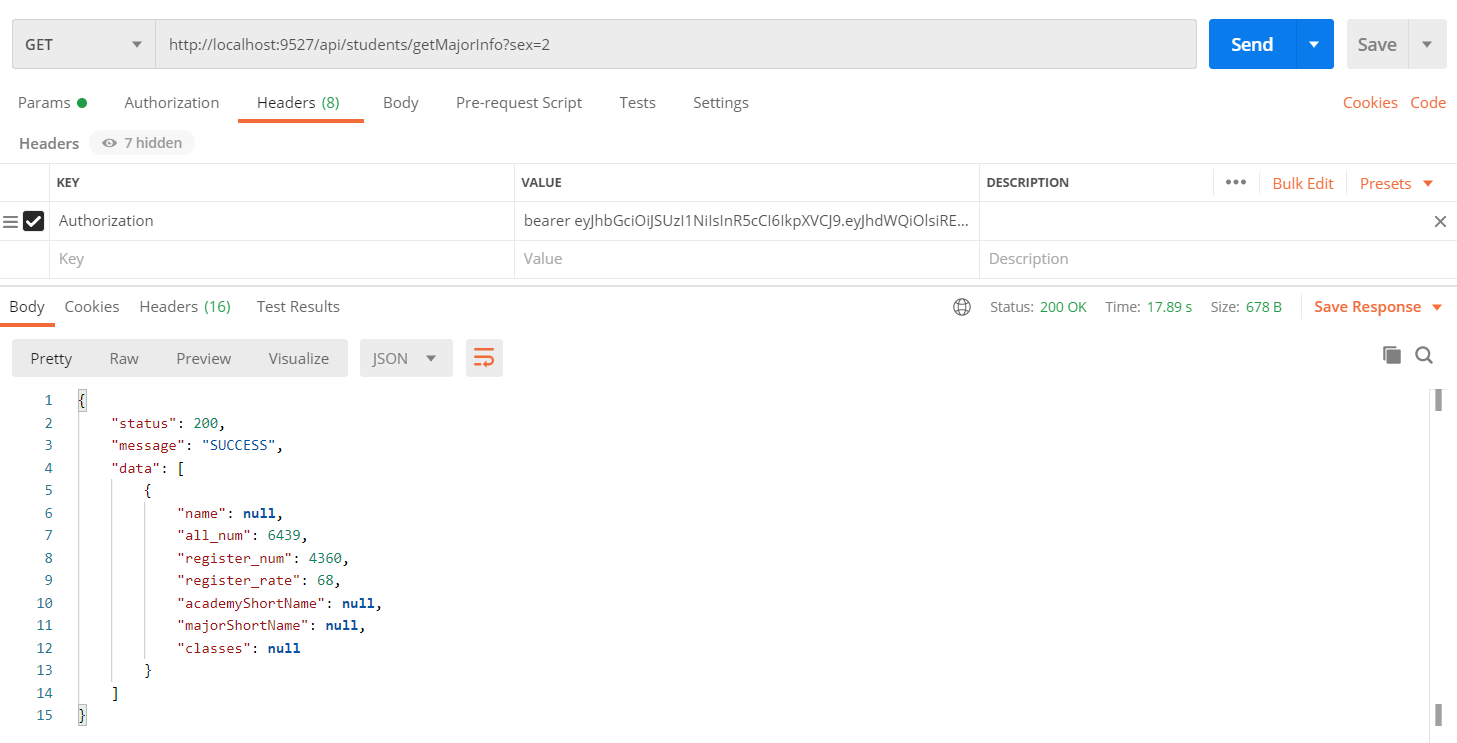 GET http://localhost:9527/api/students/getMajorInfo?sex=2 Send Save
Params Authorization Headers (8) Body Pre-request Script Tests Settings Cookies Code
Headers 7 hidden
KEY VALUE DESCRIPTION ••• Bulk Edit Presets
Authorization bearer eyJhbGciOiJSUzI1NiIsInR5cCI6IkpXVCJ9.eyJhdWQiOlsiRE...
Key Value Description
Body Cookies Headers (16) Test Results Status: 200 OK Time: 17.89 s Size: 678 B Save Response
Pretty Raw Preview Visualize JSON
1 {
2 "status": 200,
3 "message": "SUCCESS",
4 "data": [
5 {
6 "name": null,
7 "all_num": 6439,
8 "register_num": 4360,
9 "register_rate": 68,
10 "academyShortName": null,
11 "majorShortName": null,
12 "classes": null
13 }
14 ]
15 }